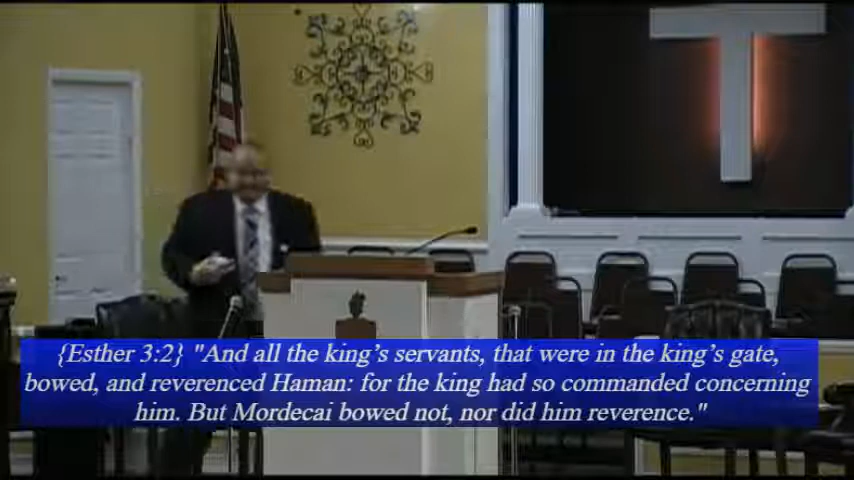 {Esther 3:2} "And all the king's servants, that were in the king's gate,
bowed, and reverenced Haman: for the king had so commanded concerning
him. But Mordecai bowed not, nor did him reverence."